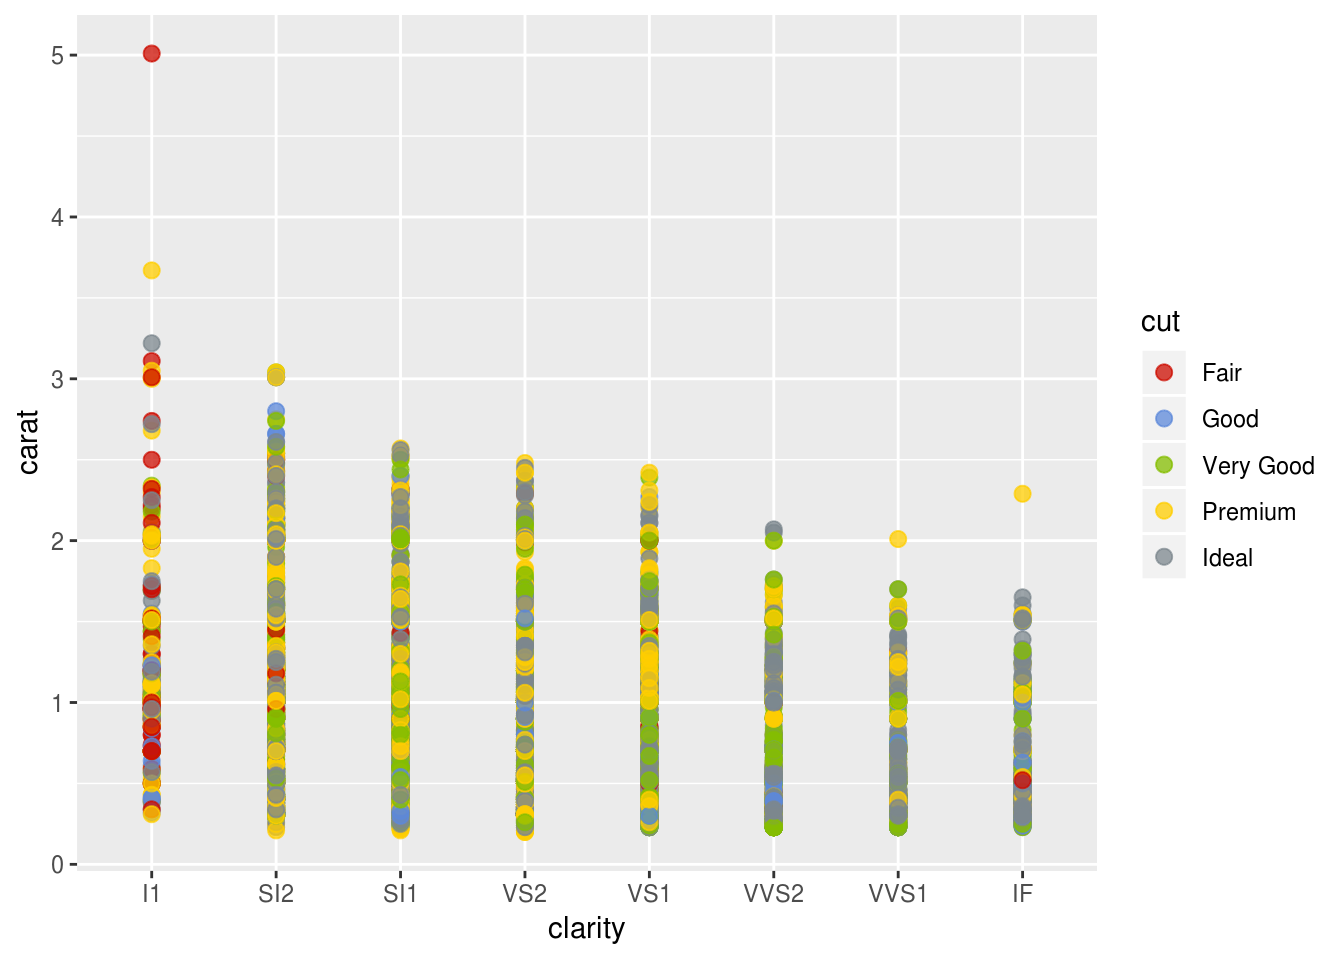 carat
5
4
3
2
1
0
I1 SI2 SI1 VS2 VS1 VVS2 VVS1 IF
clarity
cut
Fair
Good
Very Good
Premium
Ideal